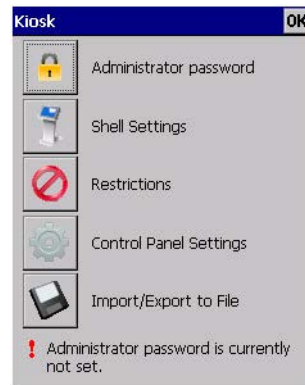 Kiosk OK
Administrator password
Shell Settings
Restrictions
Control Panel Settings
Import/Export to File
! Administrator password is currently
not set.